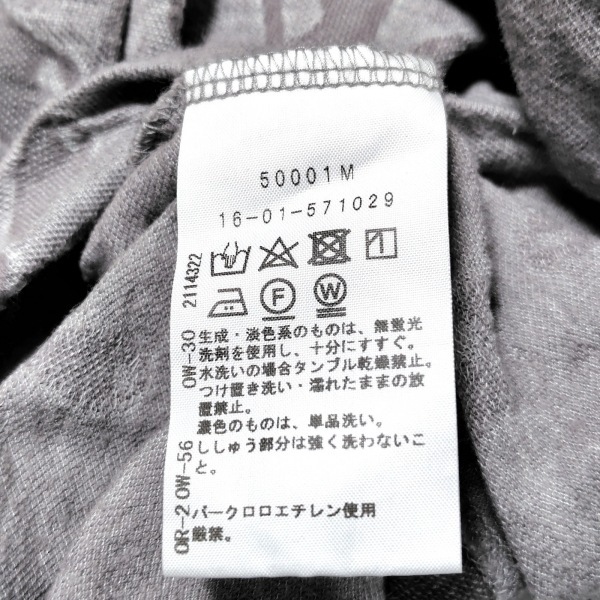 50001M
16-01-571029
F
W
生成・淡色系のものは、無蛍光
洗剤を使用し、十分にすすぐ。
水洗いの場合タンブル乾燥禁止。
つけ置き洗い・濡れたままの放
置禁止。
濃色のものは、単品洗い。
ししゅう部分は強く洗わないこ
と。
パークロロエチレン使用
厳禁。
OR-2 OW-56 OW-30 2114322